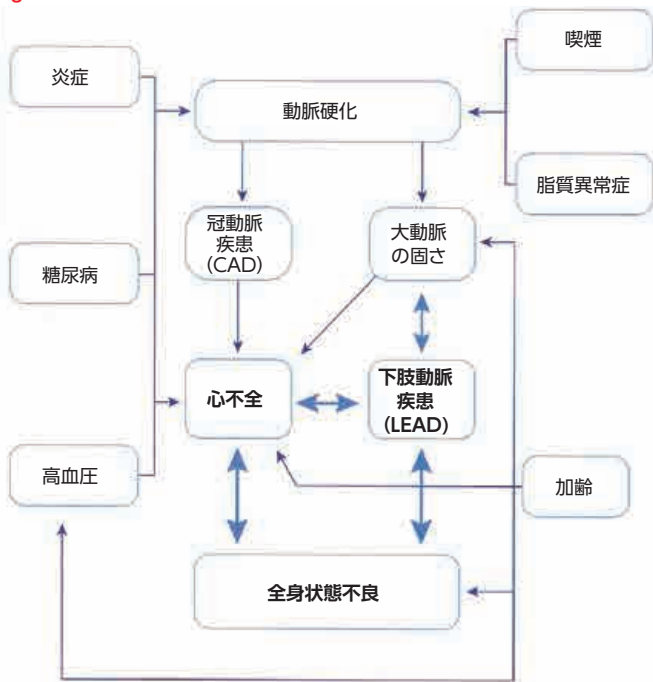 g
炎症
喫煙
動脈硬化
脂質異常症
冠動脈
疾患
(CAD)
大動脈
の固さ
糖尿病
心不全
下肢動脈
疾患
(LEAD)
高血圧
加齢
全身状態不良